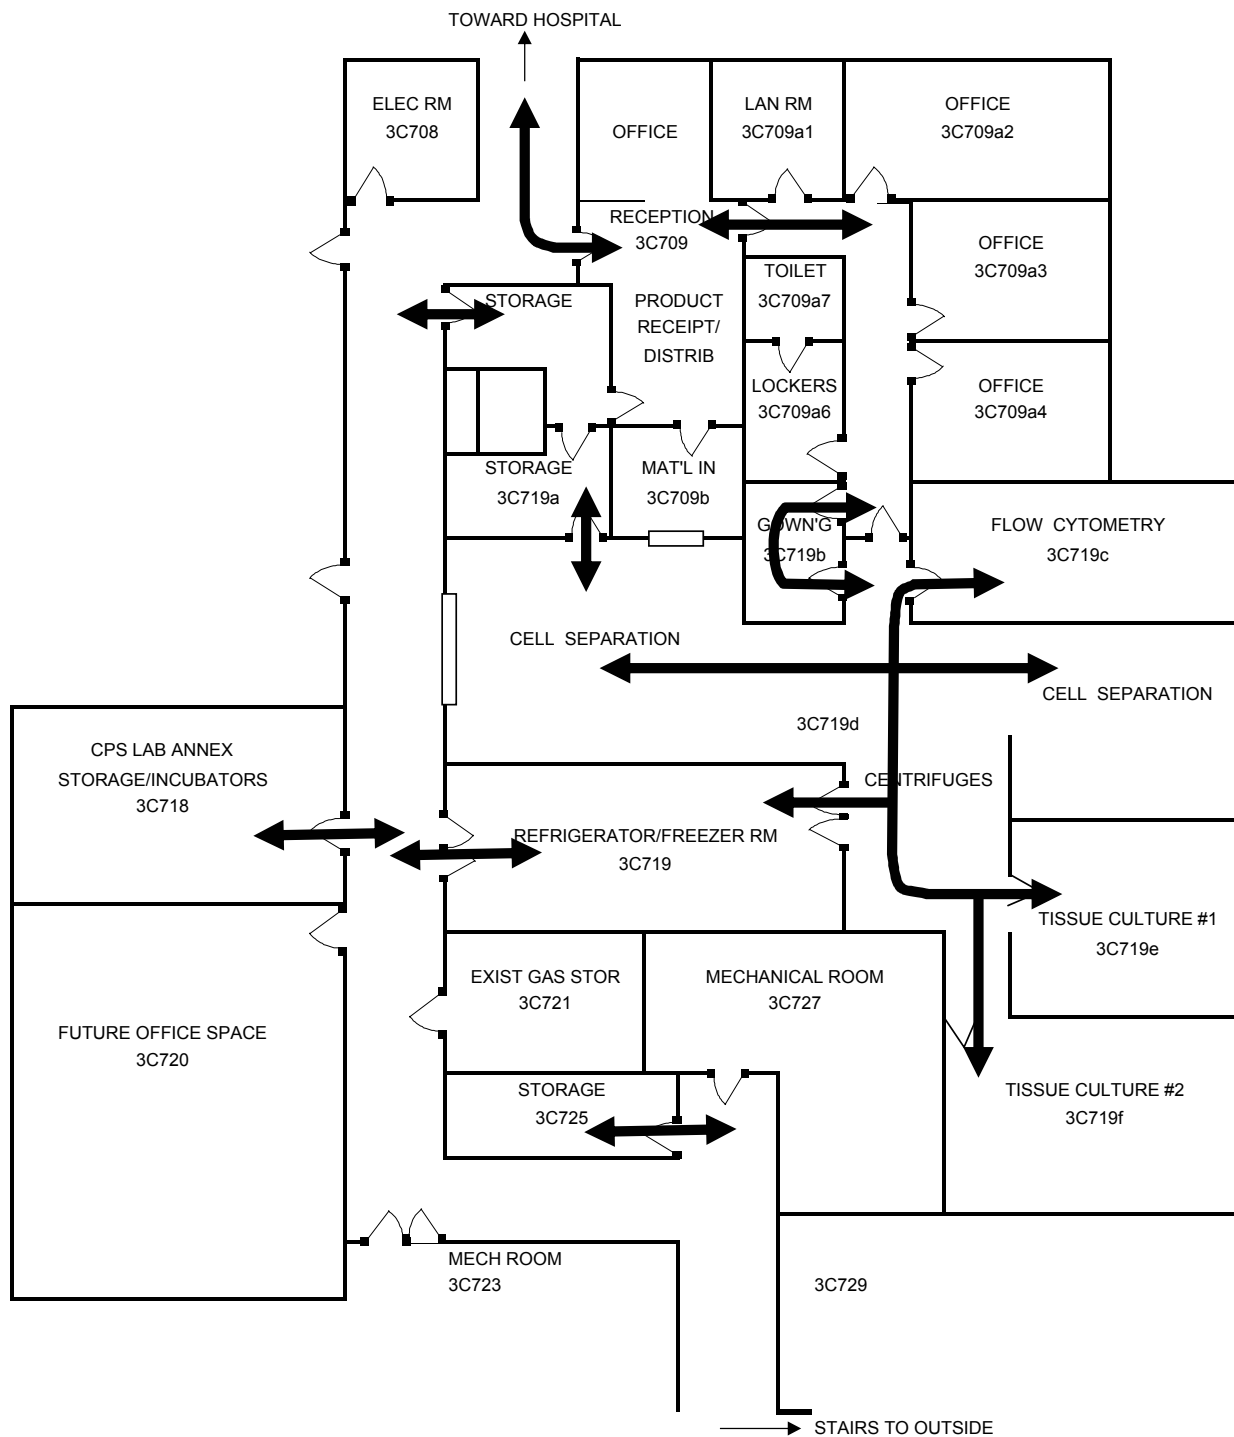 TOWARD HOSPITAL
ELEC RM
3C708
OFFICE
LAN RM
3C709a1
OFFICE
3C709a2
RECEPTION
3C709
OFFICE
3C709a3
TOILET
3C709a7
STORAGE
PRODUCT
RECEIPT/
DISTRIB
LOCKERS
3C709a6
OFFICE
3C709a4
STORAGE
3C719a
MAT'L IN
3C709b
GOWN'G
3C719b
FLOW CYTOMETRY
3C719c
CELL SEPARATION
CELL SEPARATION
3C719d
CPS LAB ANNEX
STORAGE/INCUBATORS
3C718
CENTRIFUGES
REFRIGERATOR/FREEZER RM
3C719
TISSUE CULTURE #1
3C719e
EXIST GAS STOR
3C721
MECHANICAL ROOM
3C727
FUTURE OFFICE SPACE
3C720
STORAGE
3C725
TISSUE CULTURE #2
3C719f
MECH ROOM
3C723
3C729
STAIRS TO OUTSIDE